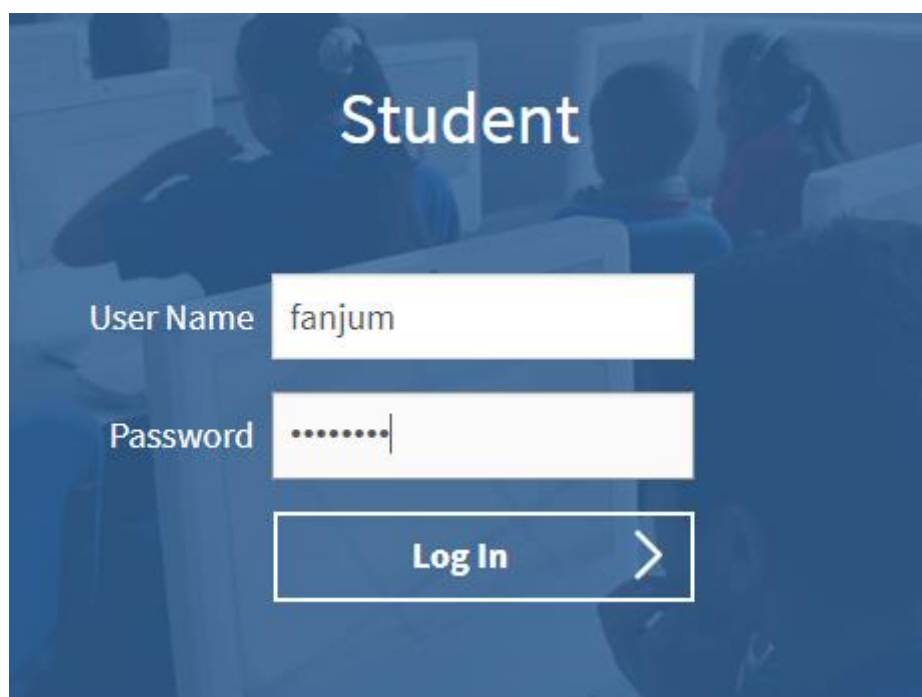 Student
User Name fanjum
Password ••••••••
Log In